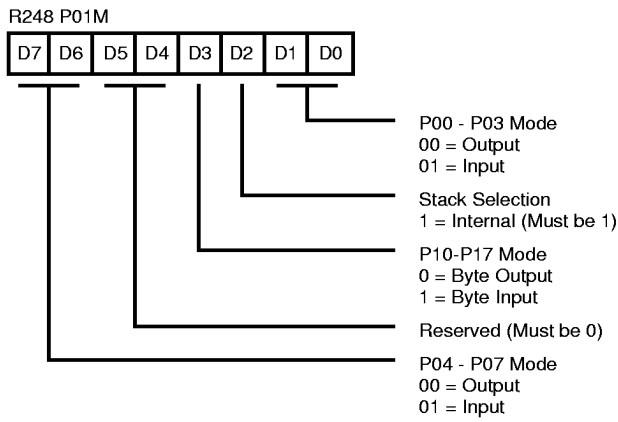 R248 P01M
D7 D6 D5 D4 D3 D2 D1 D0
P00 - P03 Mode
00 = Output
01 = Input
Stack Selection
1 = Internal (Must be 1)
P10-P17 Mode
0 = Byte Output
1 = Byte Input
Reserved (Must be 0)
P04 - P07 Mode
00 = Output
01 = Input